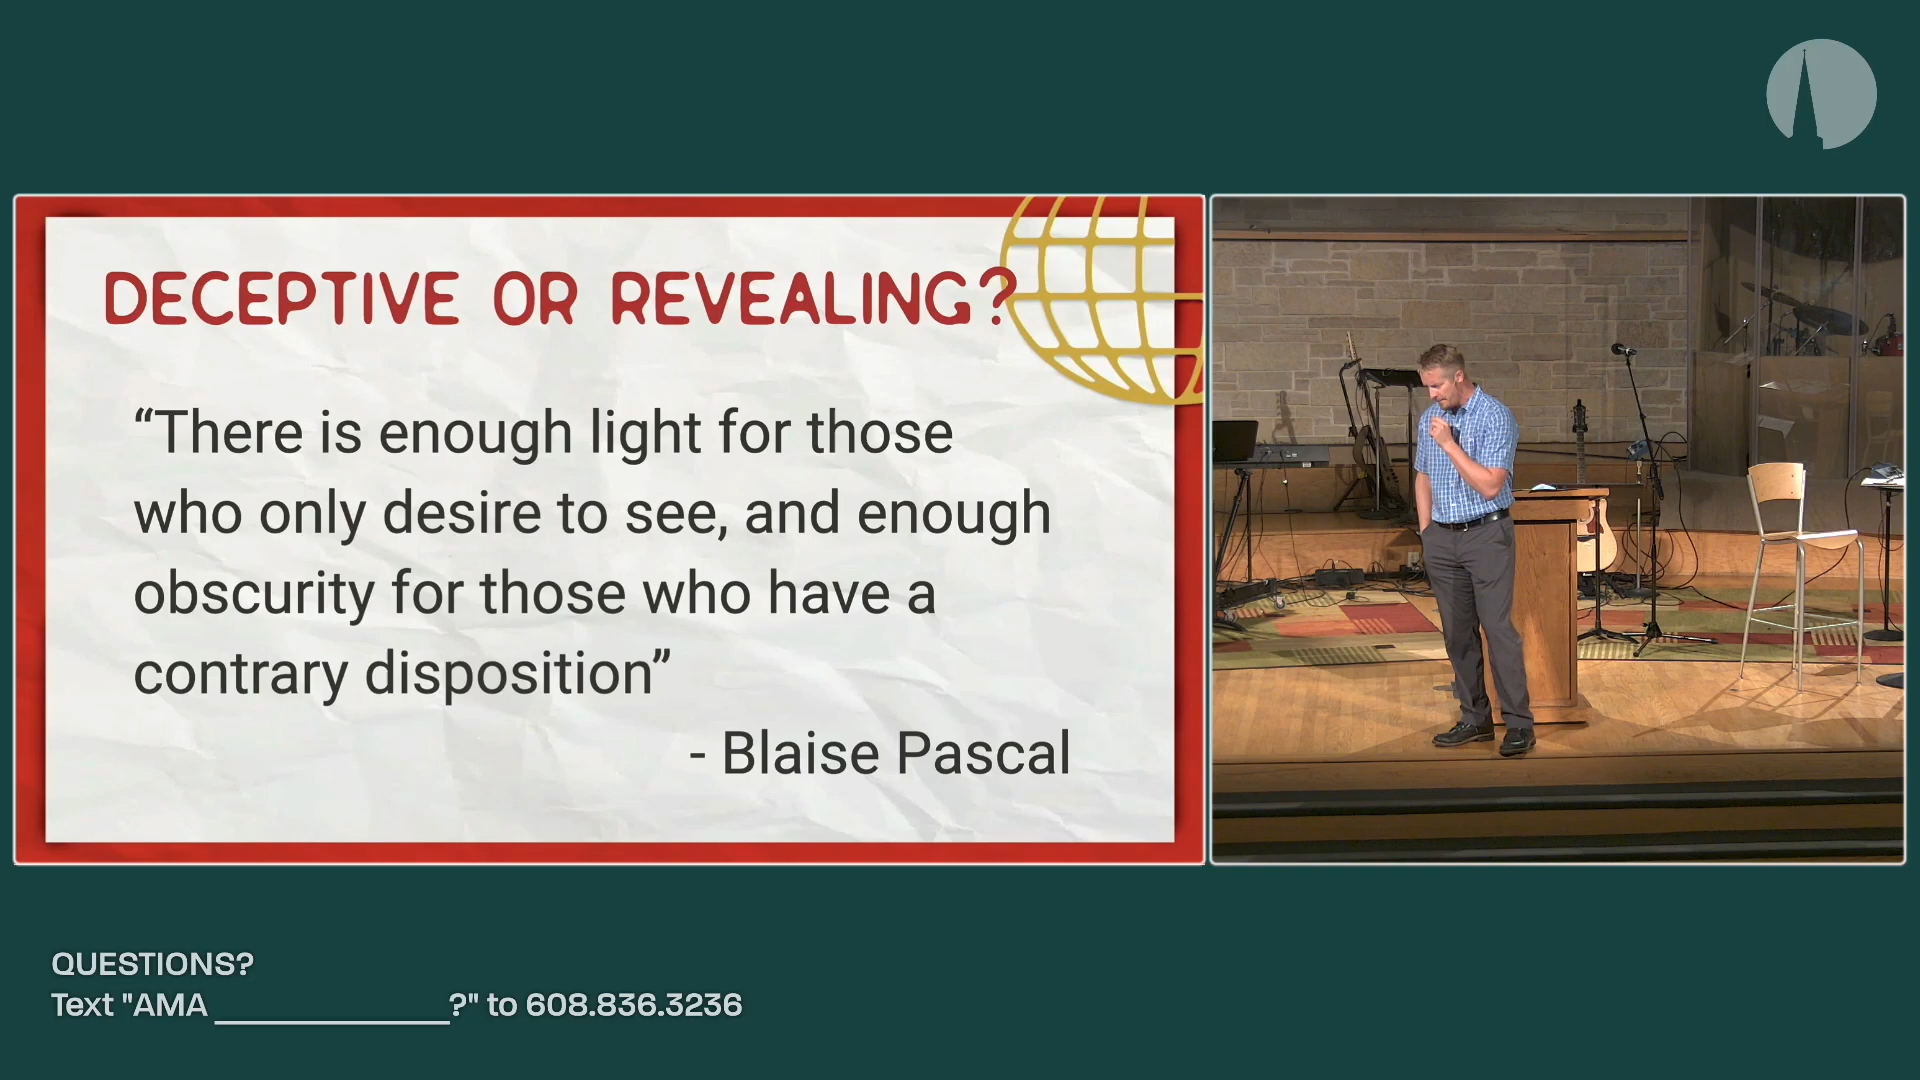 DECEPTIVE OR REVEALING?
“There is enough light for those
who only desire to see, and enough
obscurity for those who have a
contrary disposition”
- Blaise Pascal
QUESTIONS?
Text "AMA ______________?" to 608.836.3236